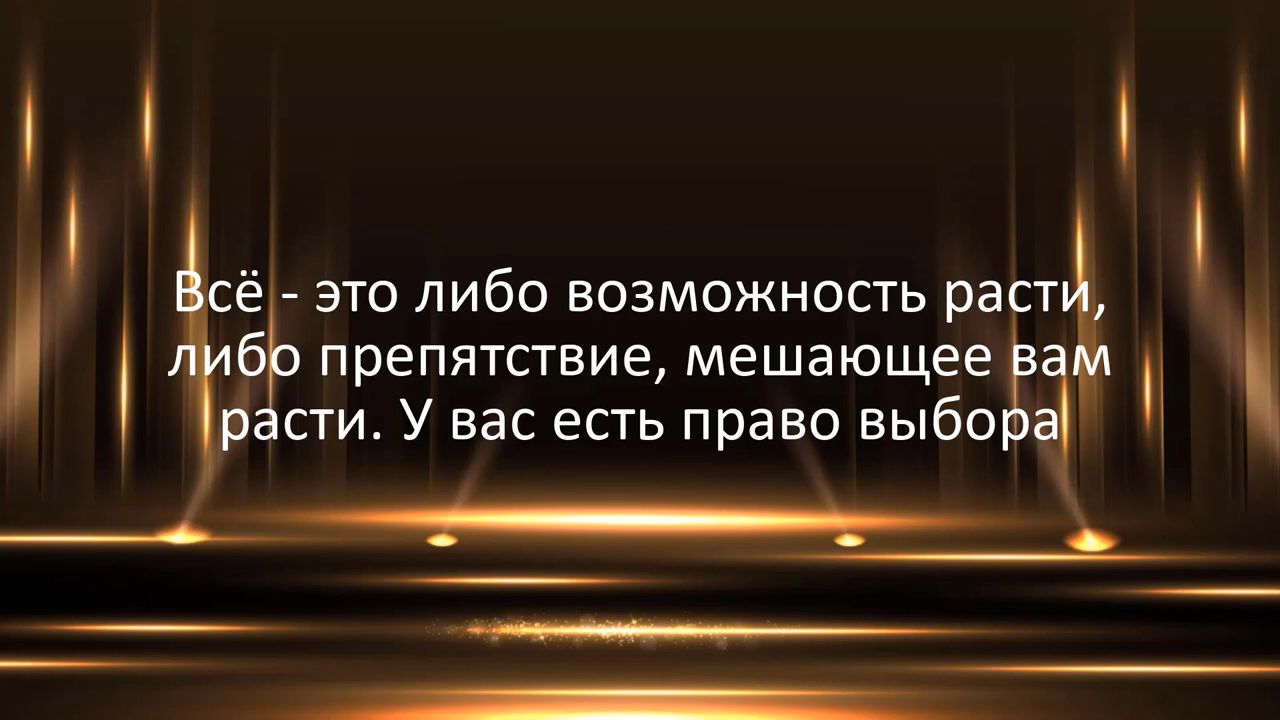 Всё - это либо возможность расти,
либо препятствие, мешающее вам
расти. У вас есть право выбора